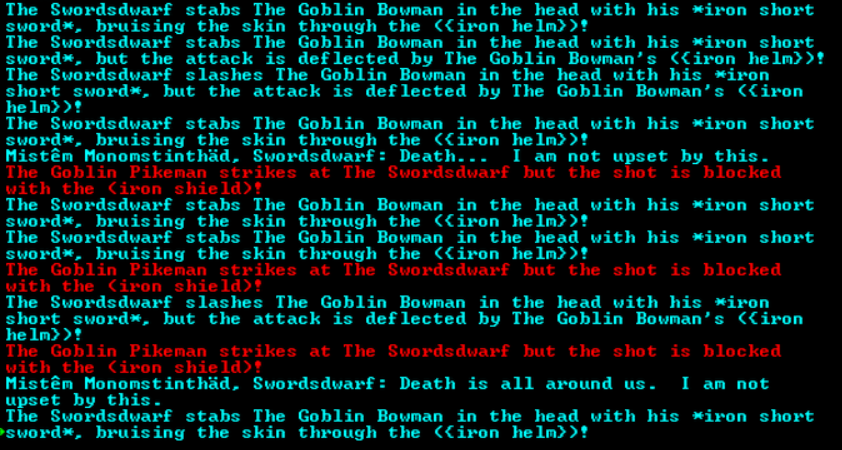 The Swordsdwarf stabs The Goblin Bowman in the head with his *iron short
sword*, bruising the skin through the ({iron helm})!
The Swordsdwarf stabs The Goblin Bowman in the head with his *iron short
sword*, but the attack is deflected by The Goblin Bowman's ({iron helm})!
The Swordsdwarf slashes The Goblin Bowman in the head with his *iron
short sword*, but the attack is deflected by The Goblin Bowman's ({iron
helm})!
The Swordsdwarf stabs The Goblin Bowman in the head with his *iron short
sword*, bruising the skin through the ({iron helm})!
Mistêm Monomstinthäd, Swordsdwarf: Death...  I am not upset by this.
The Goblin Pikeman strikes at The Swordsdwarf but the shot is blocked
with the (iron shield)!
The Swordsdwarf stabs The Goblin Bowman in the head with his *iron short
sword*, bruising the skin through the ({iron helm})!
The Swordsdwarf stabs The Goblin Bowman in the head with his *iron short
sword*, bruising the skin through the ({iron helm})!
The Goblin Pikeman strikes at The Swordsdwarf but the shot is blocked
with the (iron shield)!
The Swordsdwarf slashes The Goblin Bowman in the head with his *iron
short sword*, but the attack is deflected by The Goblin Bowman's ({iron
helm})!
The Goblin Pikeman strikes at The Swordsdwarf but the shot is blocked
with the (iron shield)!
Mistêm Monomstinthäd, Swordsdwarf: Death is all around us.  I am not
upset by this.
The Swordsdwarf stabs The Goblin Bowman in the head with his *iron short
sword*, bruising the skin through the ({iron helm})!